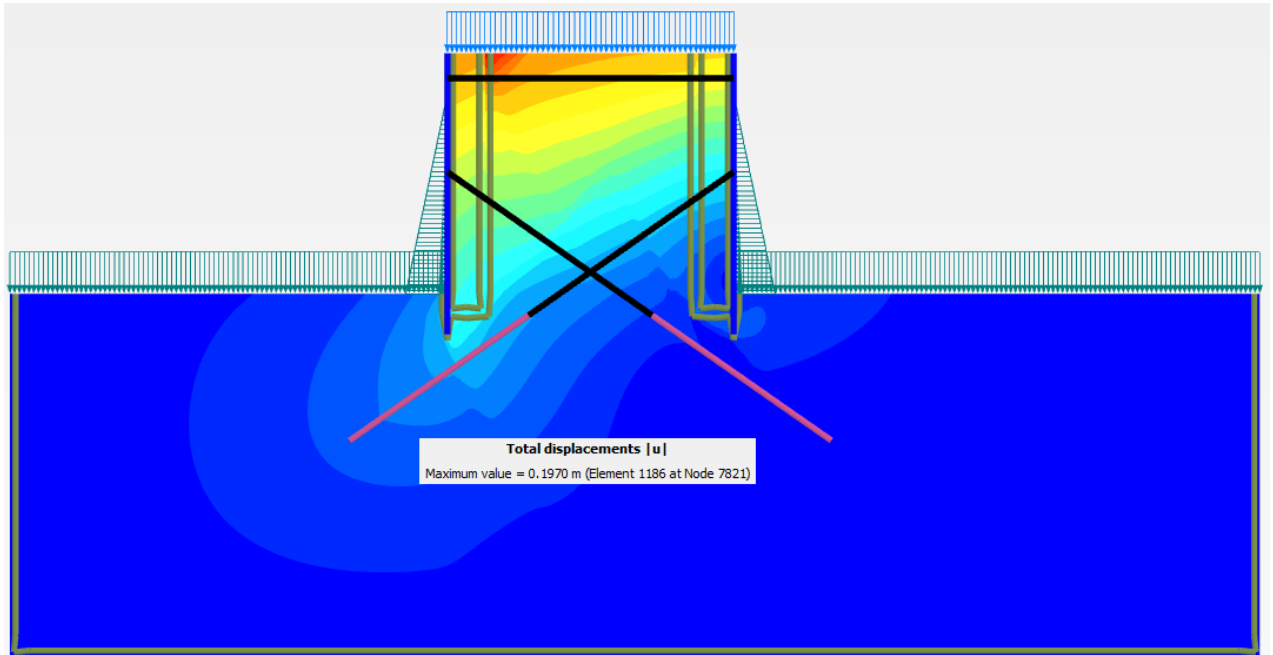 Total displacements |u|
Maximum value = 0.1970 m (Element 1186 at Node 7821)